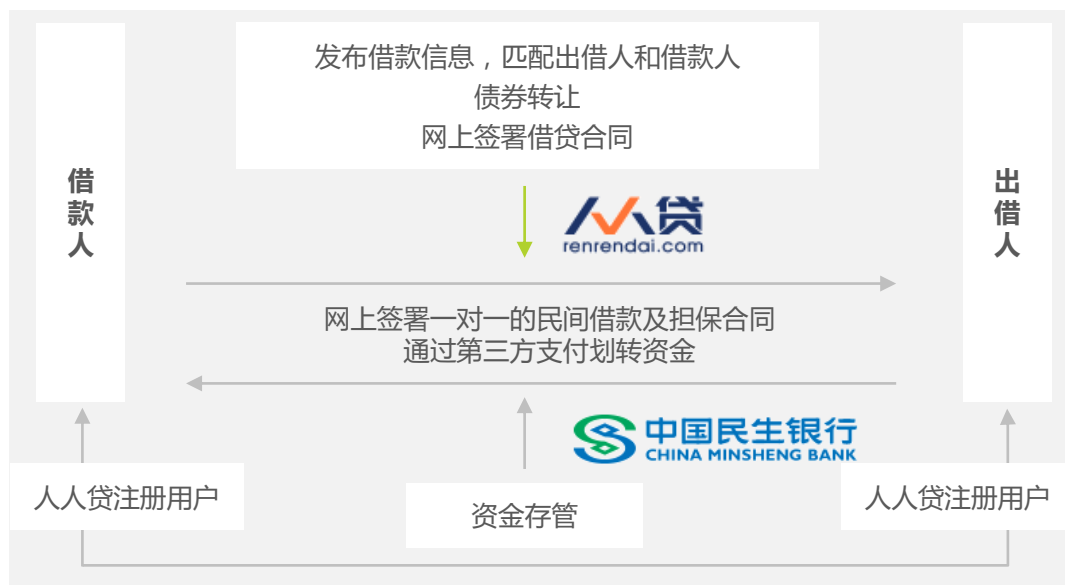 发布借款信息，匹配出借人和借款人
债券转让
网上签署借贷合同
借款人
出借人
人人贷
renrendai.com
网上签署一对一的民间借款及担保合同
通过第三方支付划转资金
中国民生银行
CHINA MINSHENG BANK
人人贷注册用户
资金存管
人人贷注册用户